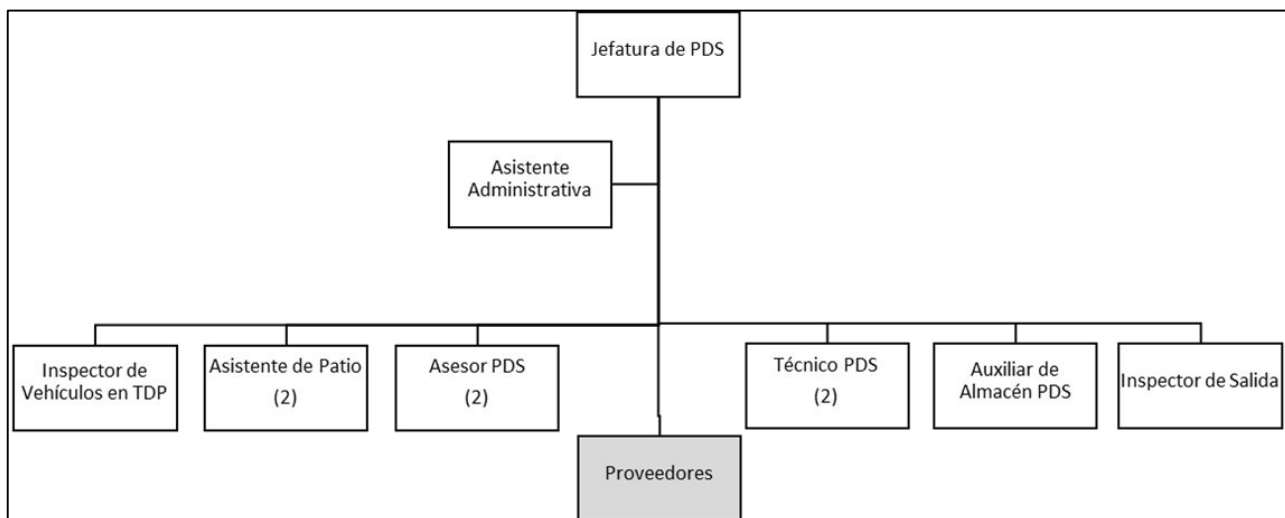 Jefatura de PDS
Asistente
Administrativa
Inspector de
Vehículos en TDP
Asistente de Patio
(2)
Asesor PDS
(2)
Técnico PDS
(2)
Auxiliar de
Almacén PDS
Inspector de Salida
Proveedores